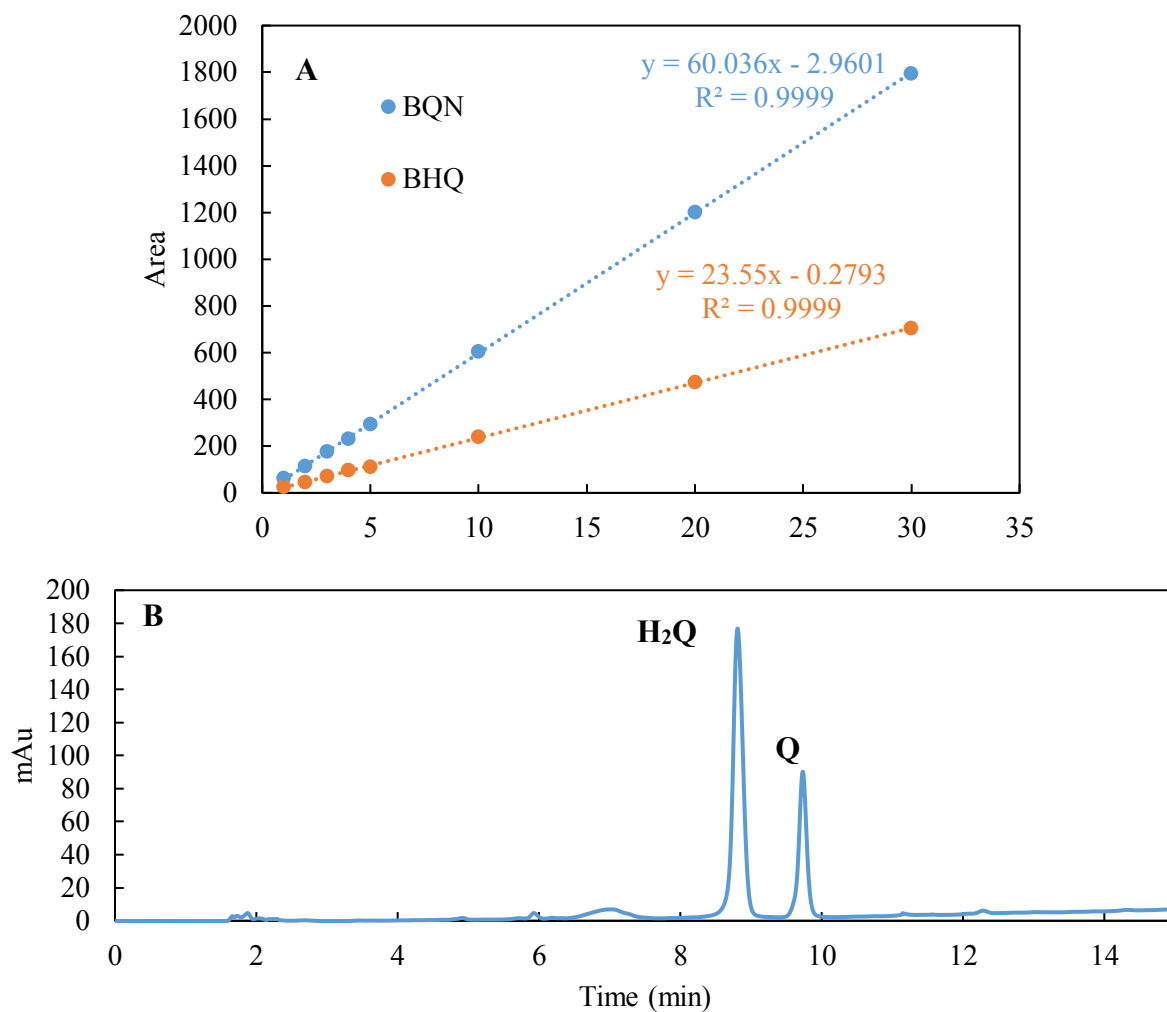 A
y = 60.036x - 2.9601
R² = 0.9999
BQN
BHQ
y = 23.55x - 0.2793
R² = 0.9999
Area
2000
1800
1600
1400
1200
1000
800
600
400
200
0
0 5 10 15 20 25 30 35
B
H₂Q
Q
mAu
200
180
160
140
120
100
80
60
40
20
0
0 2 4 6 8 10 12 14
Time (min)